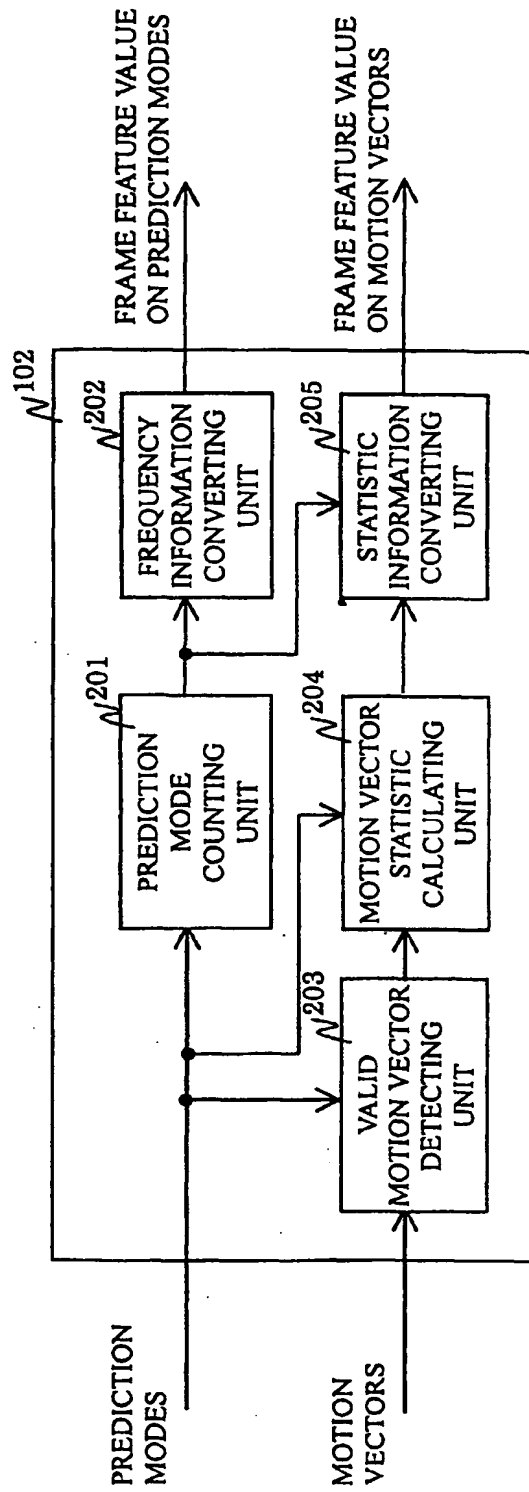 PREDICTION
MODES
MOTION
VECTORS
102
201
PREDICTION
MODE
COUNTING
UNIT
202
FREQUENCY
INFORMATION
CONVERTING
UNIT
203
VALID
MOTION VECTOR
DETECTING
UNIT
204
MOTION VECTOR
STATISTIC
CALCULATING
UNIT
205
STATISTIC
INFORMATION
CONVERTING
UNIT
FRAME FEATURE VALUE
ON PREDICTION MODES
FRAME FEATURE VALUE
ON MOTION VECTORS